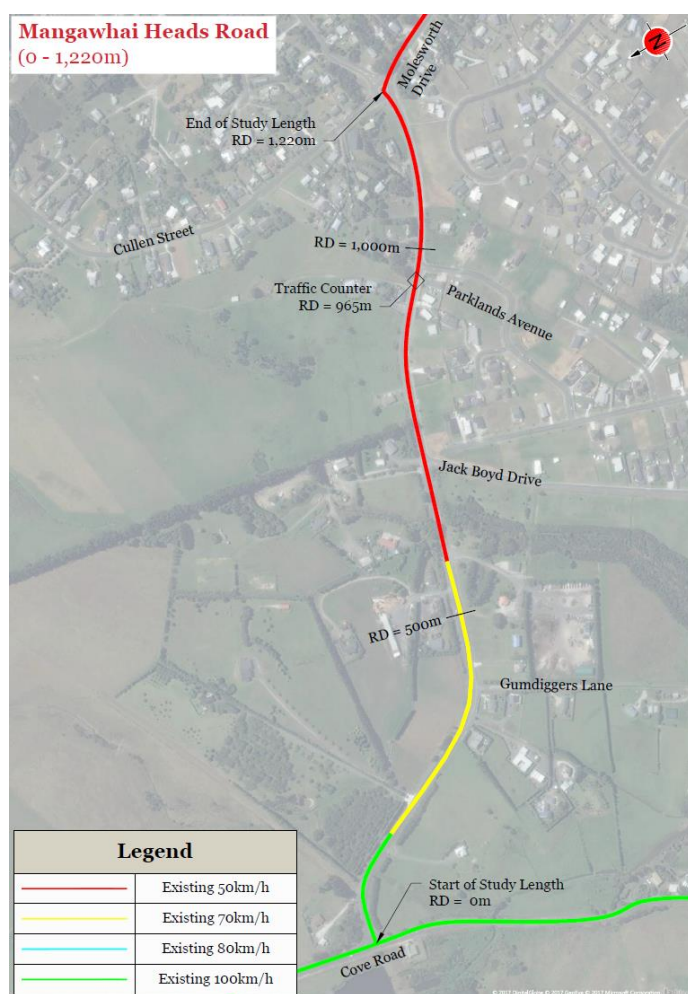 Mangawhai Heads Road
(0 - 1,220m)
N
Molesworth
Drive
End of Study Length
RD = 1,220m
Cullen Street
RD = 1,000m
Traffic Counter
RD = 965m
Parklands Avenue
Jack Boyd Drive
RD = 500m
Gumdiggers Lane
Start of Study Length
RD = 0m
Cove Road
Legend
Existing 50km/h
Existing 70km/h
Existing 80km/h
Existing 100km/h